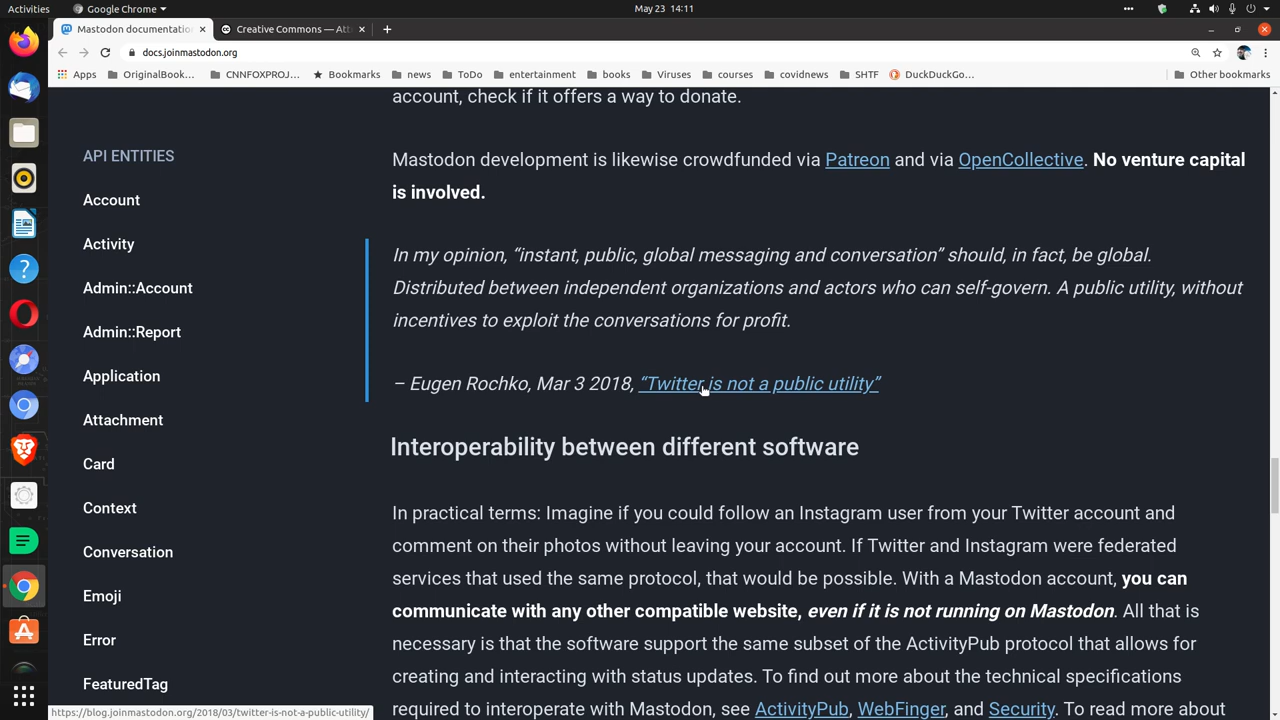 Activities
Google Chrome
May 23 14:11
Mastodon documentatio
Creative Commons — Att
docs.joinmastodon.org
Apps
OriginalBook...
CNNFOXPROJ...
Bookmarks
news
ToDo
entertainment
books
Viruses
courses
covidnews
SHTF
DuckDuckGo...
Other bookmarks
API ENTITIES
Account
Activity
Admin::Account
Admin::Report
Application
Attachment
Card
Context
Conversation
Emoji
Error
FeaturedTag
account, check if it offers a way to donate.
Mastodon development is likewise crowdfunded via Patreon and via OpenCollective. No venture capital
is involved.
In my opinion, “instant, public, global messaging and conversation” should, in fact, be global.
Distributed between independent organizations and actors who can self-govern. A public utility, without
incentives to exploit the conversations for profit.
– Eugen Rochko, Mar 3 2018, “Twitter is not a public utility”
Interoperability between different software
In practical terms: Imagine if you could follow an Instagram user from your Twitter account and
comment on their photos without leaving your account. If Twitter and Instagram were federated
services that used the same protocol, that would be possible. With a Mastodon account, you can
communicate with any other compatible website, even if it is not running on Mastodon. All that is
necessary is that the software support the same subset of the ActivityPub protocol that allows for
creating and interacting with status updates. To find out more about the technical specifications
required to interoperate with Mastodon, see ActivityPub, WebFinger, and Security. To read more about
https://blog.joinmastodon.org/2018/03/twitter-is-not-a-public-utility/